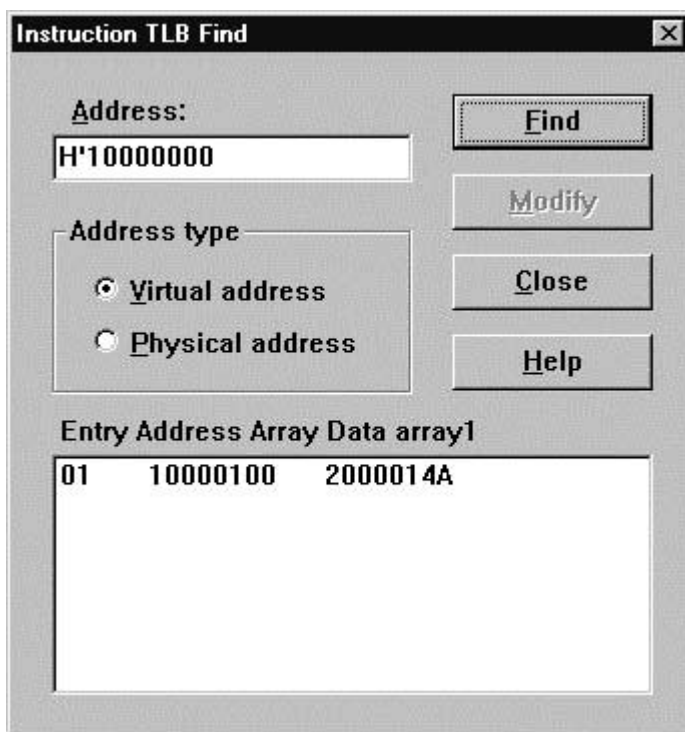 Instruction TLB Find
Address:
H'10000000
Find
Modify
Address type
Virtual address
Physical address
Close
Help
Entry Address Array Data array1
01 10000100 2000014A